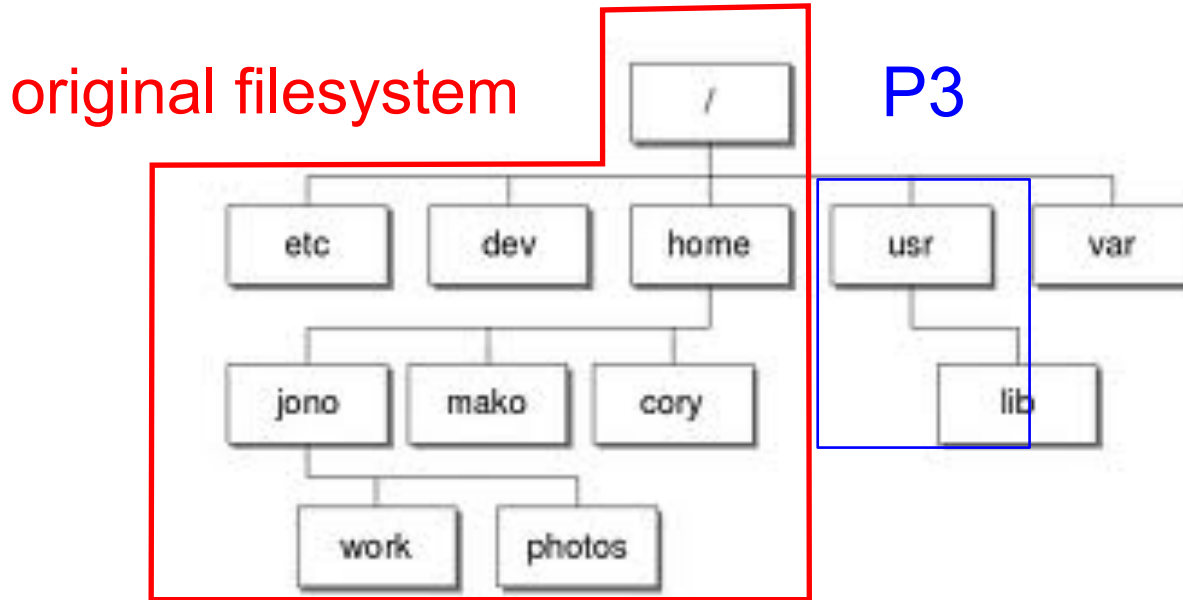 original filesystem
P3
/
etc dev home usr var
jono mako cory lib
work photos